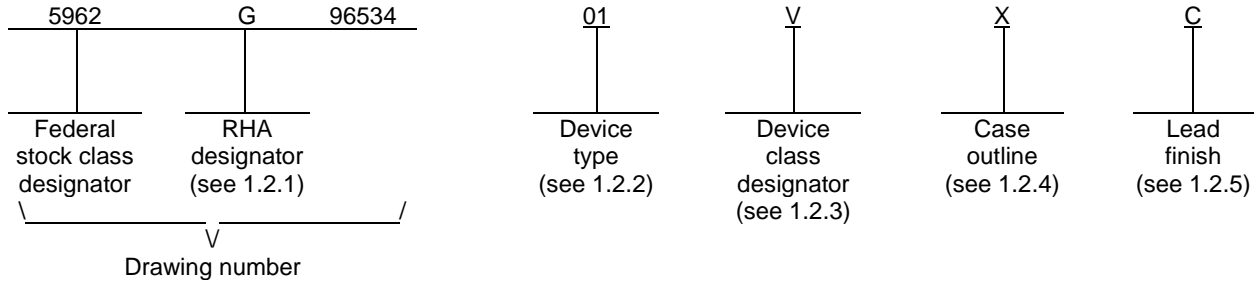 5962 G 96534 01 V X C
Federal stock class designator
RHA designator (see 1.2.1)
Device type (see 1.2.2)
Device class designator (see 1.2.3)
Case outline (see 1.2.4)
Lead finish (see 1.2.5)
\ /
\/
Drawing number